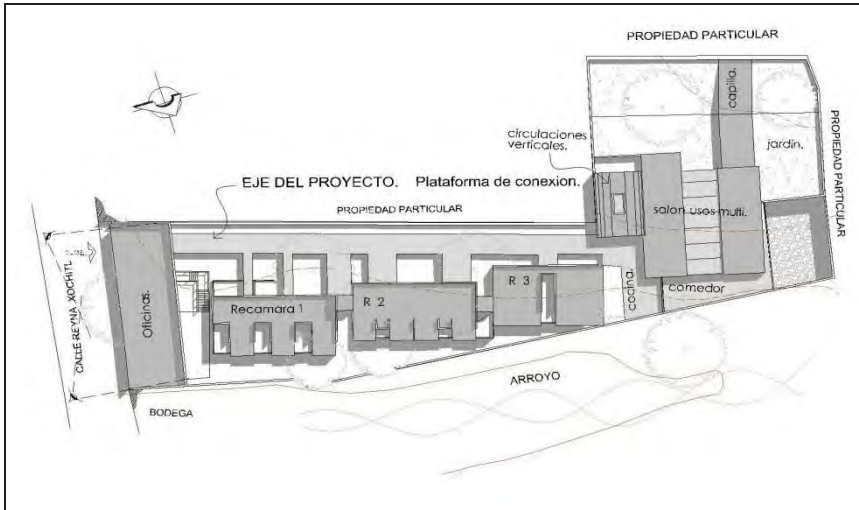 PROPIEDAD PARTICULAR
capilla.
PROPIEDAD PARTICULAR
circulaciones
verticales.
jardin.
EJE DEL PROYECTO. Plataforma de conexion.
PROPIEDAD PARTICULAR
salón usos multi.
CALLE REYNA XOCHITL
Oficinas.
Recamara 1
R 2
R 3
cocina.
comedor
ARROYO
BODEGA